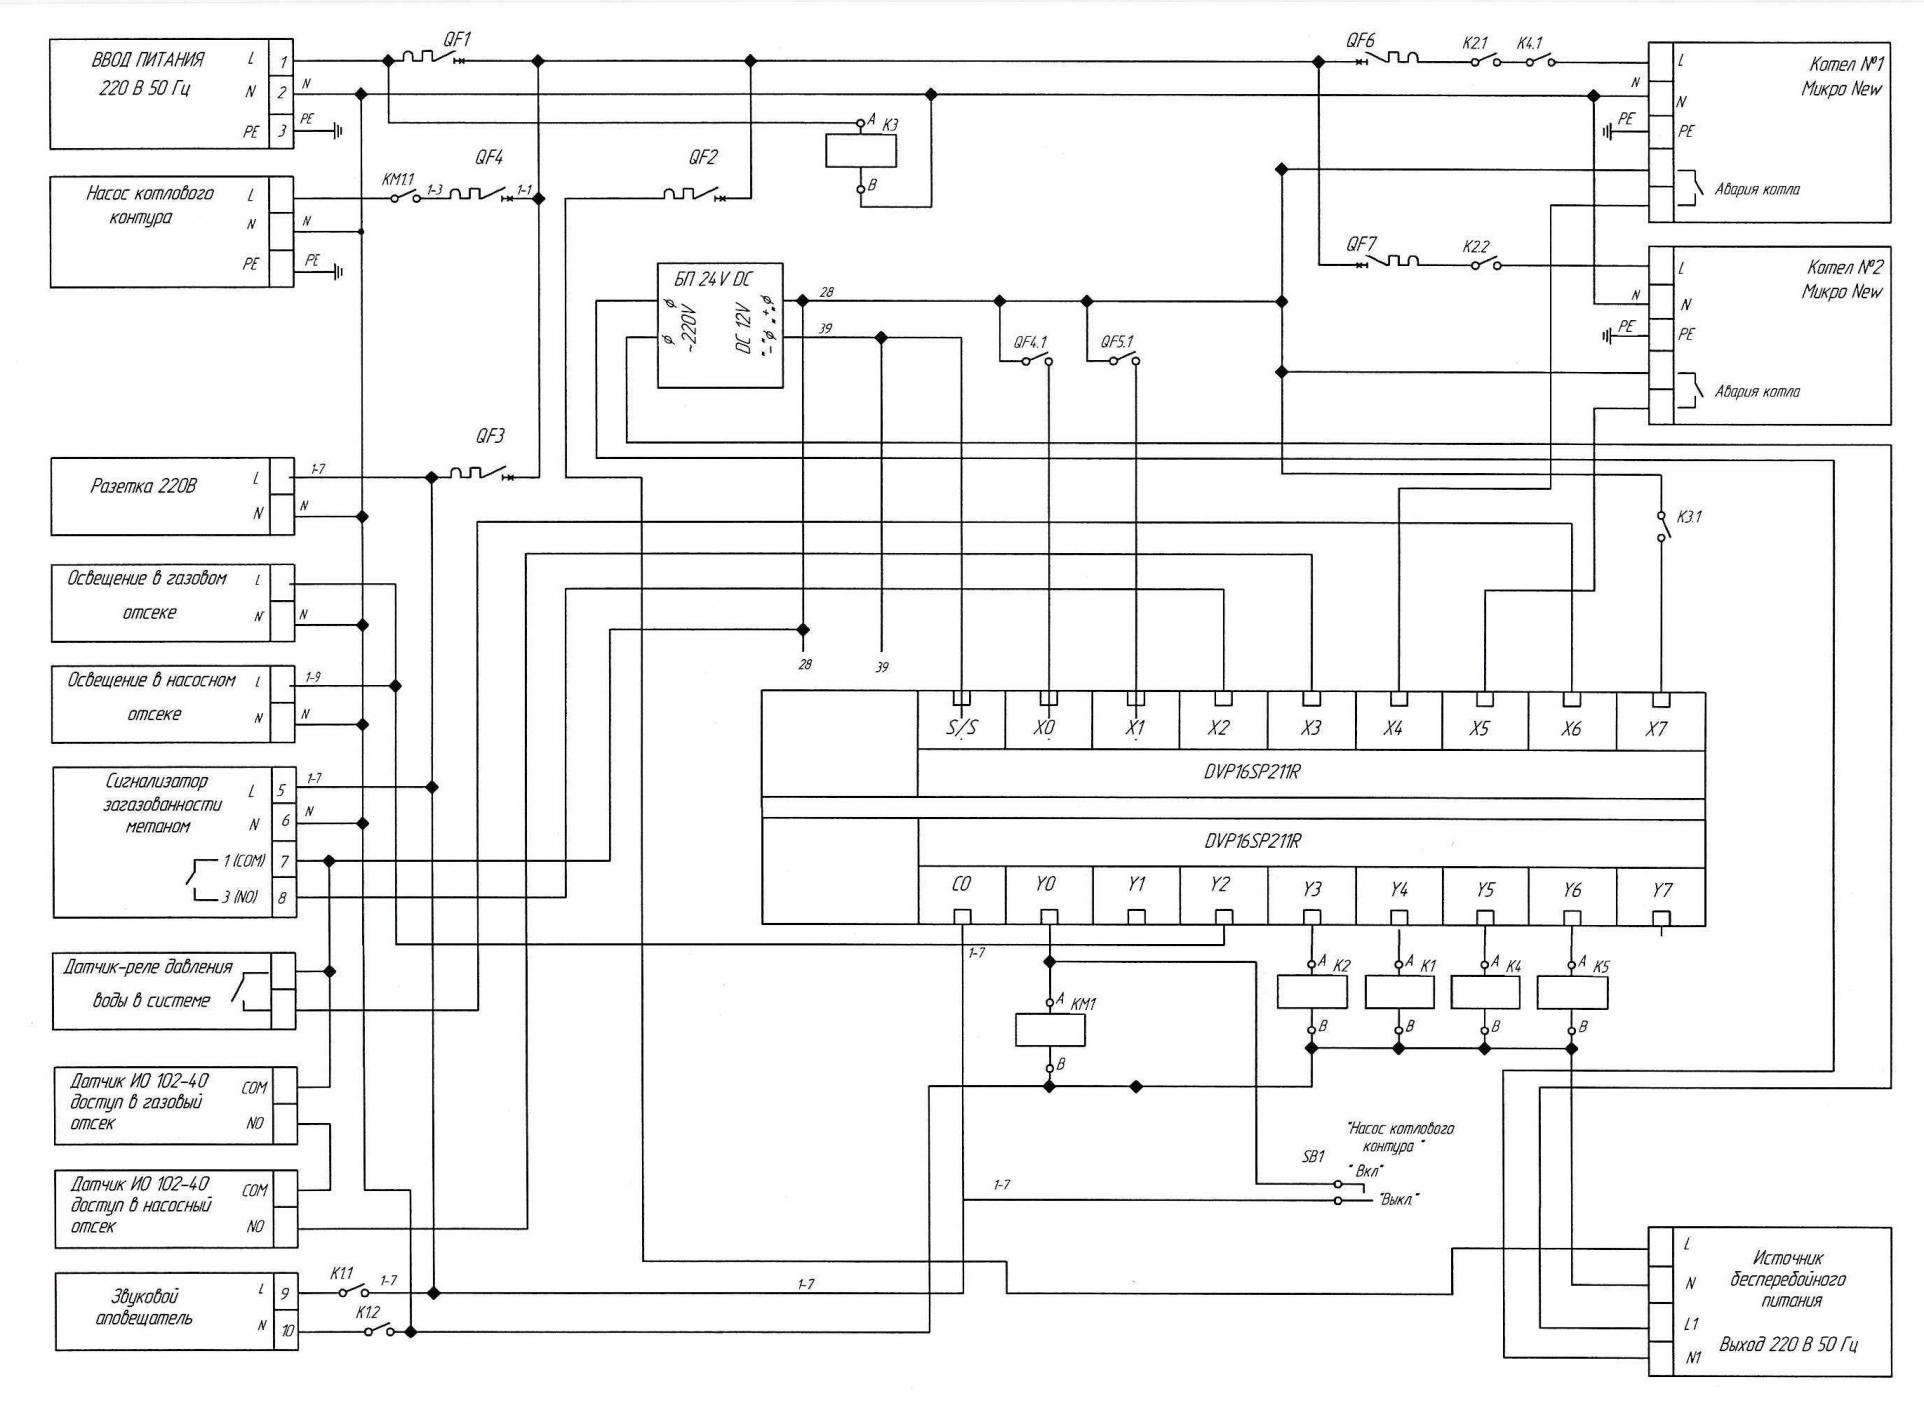 ВВОД ПИТАНИЯ
220 В 50 Гц
L 1
N 2 N
PE 3 PE
QF1
QF6
K2.1
K4.1
L
N N
PE PE
Котел №1
Микро New
Авария котла
A K3
B
Насос котлового
контура
L
N N
PE PE
KM1.1
1-3
QF4
1-1
QF2
QF7
K2.2
L
N N
PE PE
Котел №2
Микро New
Авария котла
БП 24V DC
~220V
DC 12V
"-" "+"
28
39
QF4.1
QF5.1
QF3
Разетка 220В
L 1-7
N N
K3.1
Освещение в газовом
отсеке
L
N N
28
39
Освещение в насосном
отсеке
L 1-9
N N
S/S X0 X1 X2 X3 X4 X5 X6 X7
DVP16SP211R
DVP16SP211R
C0 Y0 Y1 Y2 Y3 Y4 Y5 Y6 Y7
Сигнализатор
загазованности
метаном
L 5 1-7
N 6 N
1 (COM) 7
3 (NO) 8
1-7
Датчик-реле давления
воды в системе
A KM1
B
A K2
B
A K1
B
A K4
B
A K5
B
Датчик ИО 102-40
доступ в газовый
отсек
COM
NO
Датчик ИО 102-40
доступ в насосный
отсек
COM
NO
"Насос котлового
контура"
SB1
"Вкл"
"Выкл."
1-7
Звуковой
оповещатель
L 9
N 10
K1.1
1-7
K1.2
1-7
L
N
L1
N1
Источник
бесперебойного
питания
Выход 220 В 50 Гц